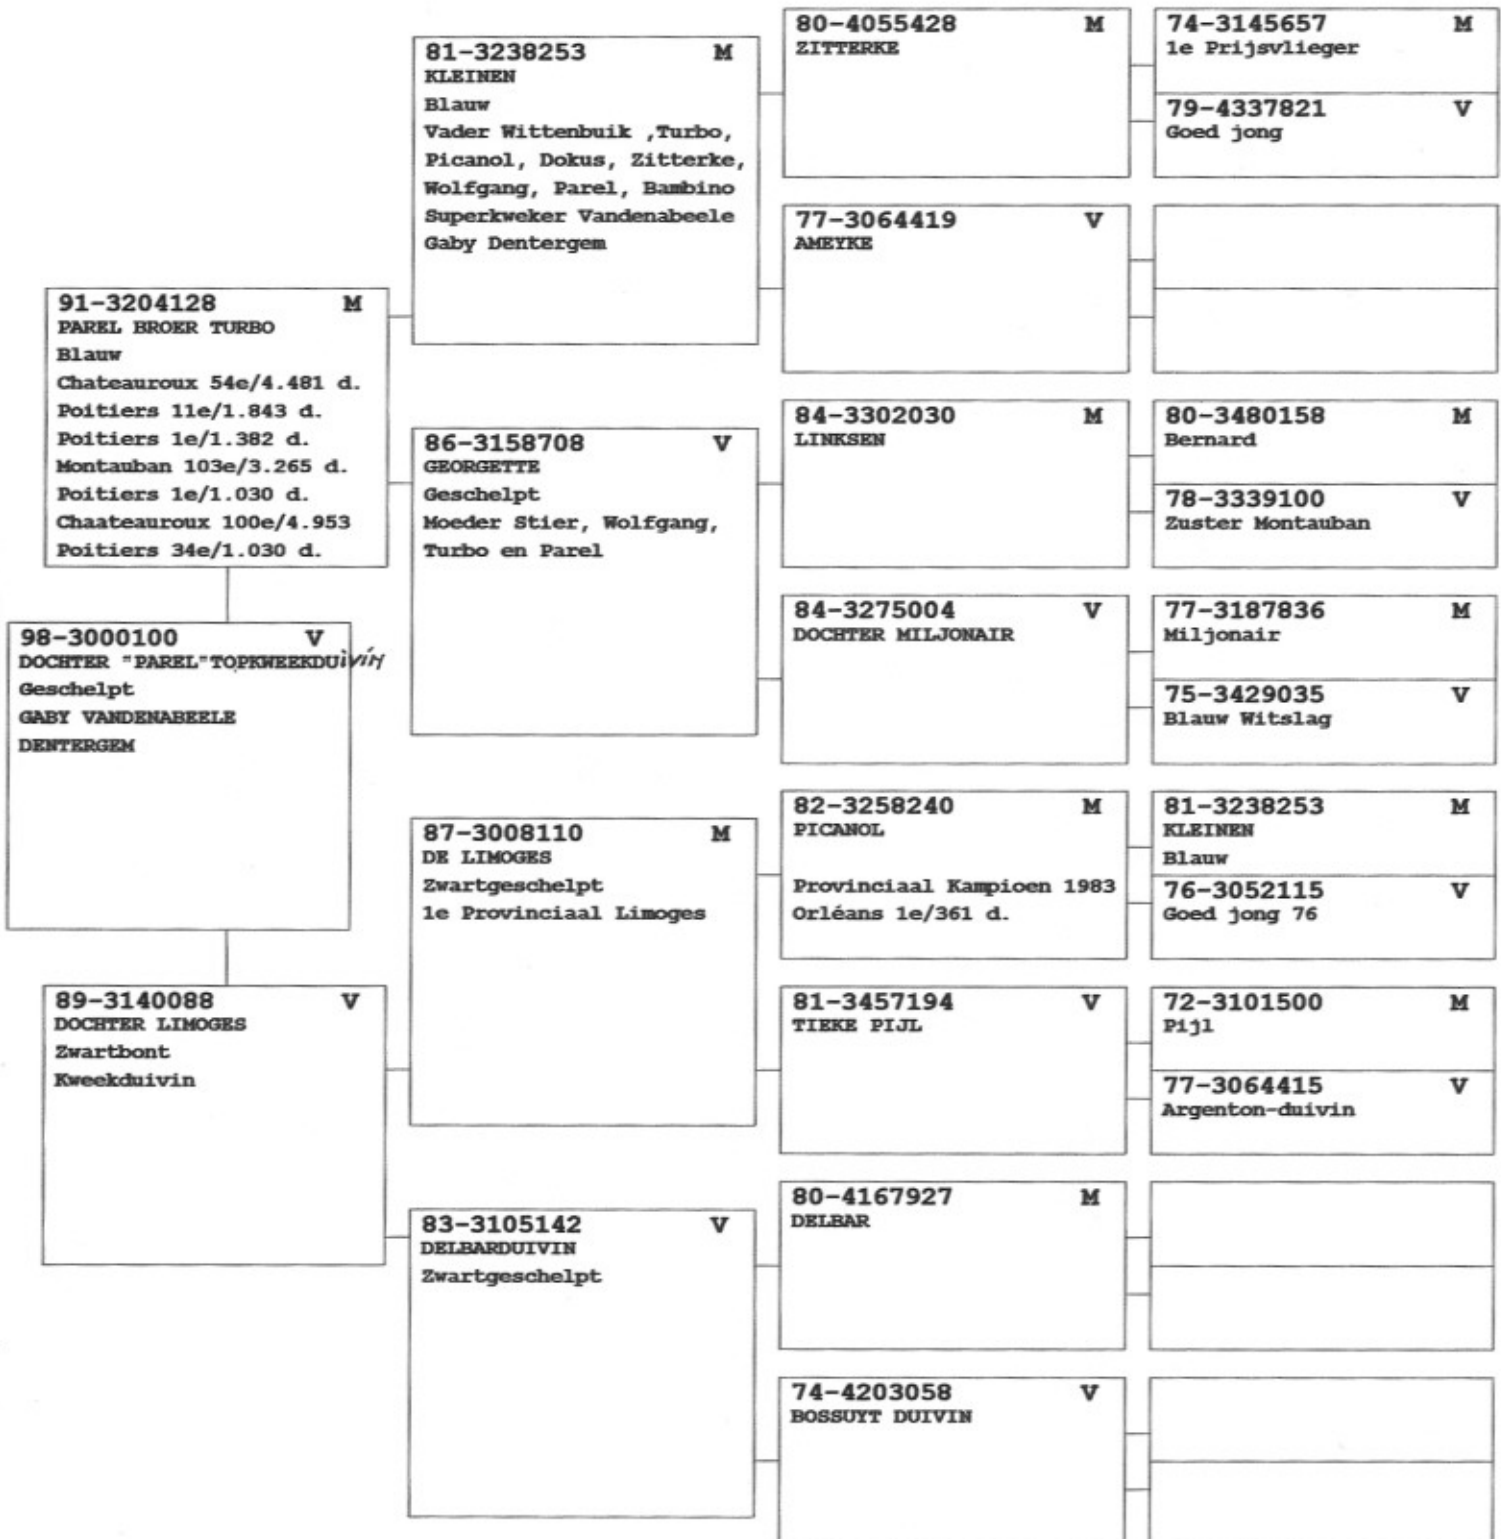 91-3204128 M
PAREL BROER TURBO
Blauw
Chateauroux 54e/4.481 d.
Poitiers 11e/1.843 d.
Poitiers 1e/1.382 d.
Montauban 103e/3.265 d.
Poitiers 1e/1.030 d.
Chaateauroux 100e/4.953
Poitiers 34e/1.030 d.
98-3000100 V
DOCHTER "PAREL"TOPKWEEKDUiViN
Geschelpt
GABY VANDENABEELE
DENTERGEM
89-3140088 V
DOCHTER LIMOGES
Zwartbont
Kweekduivin
81-3238253 M
KLEINEN
Blauw
Vader Wittenbuik ,Turbo,
Picanol, Dokus, Zitterke,
Wolfgang, Parel, Bambino
Superkweker Vandenabeele
Gaby Dentergem
86-3158708 V
GEORGETTE
Geschelpt
Moeder Stier, Wolfgang,
Turbo en Parel
87-3008110 M
DE LIMOGES
Zwartgeschelpt
1e Provinciaal Limoges
83-3105142 V
DELBARDUIVIN
Zwartgeschelpt
80-4055428 M
ZITTERKE
77-3064419 V
AMEYKE
84-3302030 M
LINKSEN
84-3275004 V
DOCHTER MILJONAIR
82-3258240 M
PICANOL
Provinciaal Kampioen 1983
Orléans 1e/361 d.
81-3457194 V
TIEKE PIJL
80-4167927 M
DELBAR
74-4203058 V
BOSSUYT DUIVIN
74-3145657 M
1e Prijsvlieger
79-4337821 V
Goed jong
80-3480158 M
Bernard
78-3339100 V
Zuster Montauban
77-3187836 M
Miljonair
75-3429035 V
Blauw Witslag
81-3238253 M
KLEINEN
Blauw
76-3052115 V
Goed jong 76
72-3101500 M
Pijl
77-3064415 V
Argenton-duivin